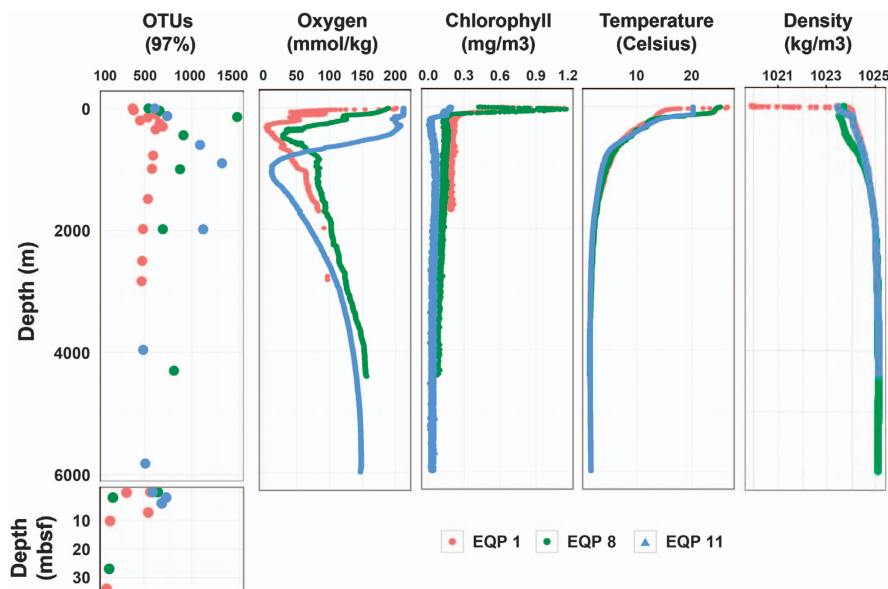 OTUs
(97%)
Oxygen
(mmol/kg)
Chlorophyll
(mg/m3)
Temperature
(Celsius)
Density
(kg/m3)
100 500 1000 1500
0 50 100 150 200
0.0 0.3 0.6 0.9 1.2
10 20
1021 1023 1025
0
2000
4000
6000
Depth (m)
10
20
30
Depth
(mbsf)
EQP 1 EQP 8 EQP 11